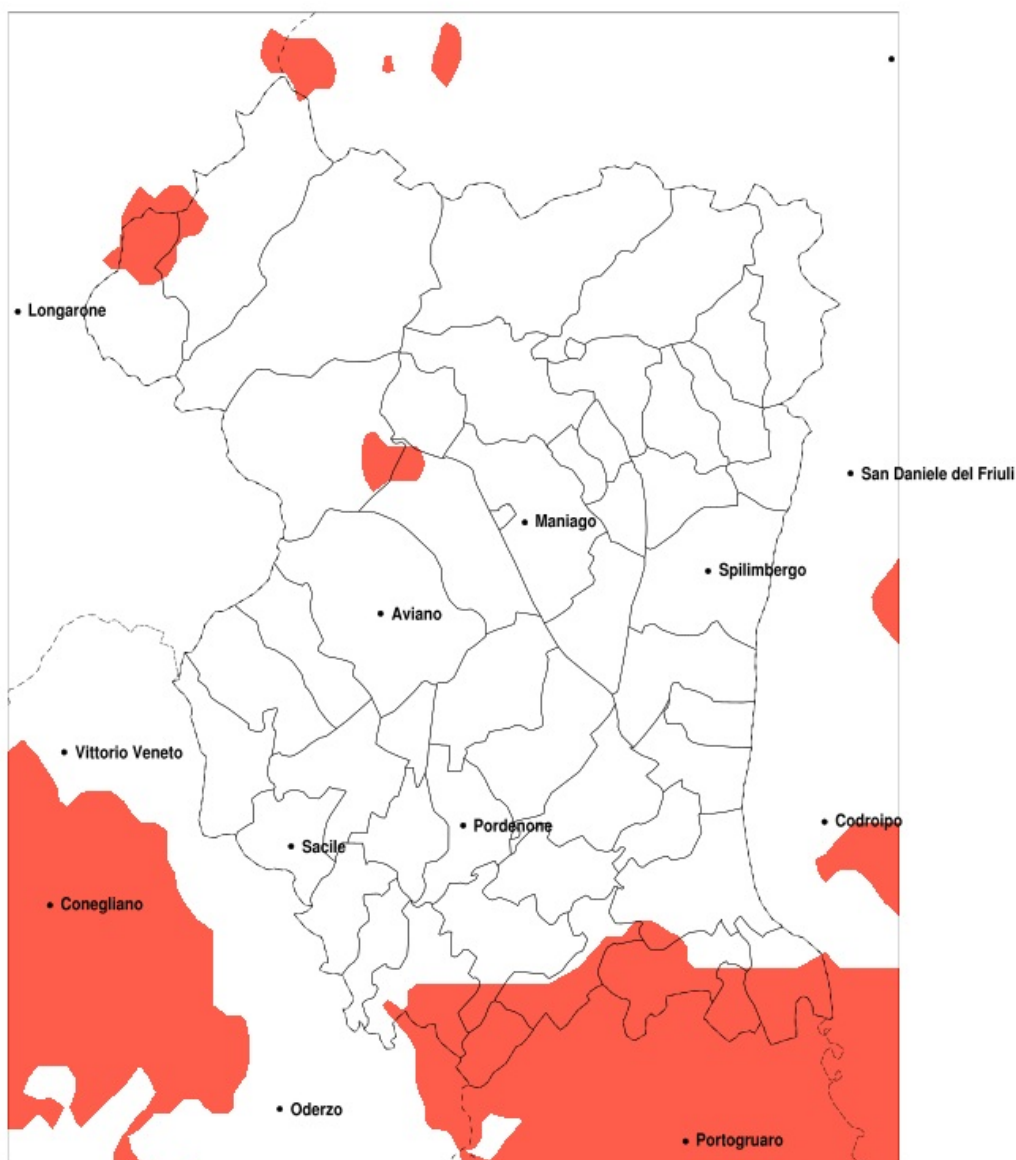 Longarone
San Daniele del Friuli
Maniago
Spilimbergo
Aviano
Vittorio Veneto
Codroipo
Pordenone
Sacile
Conegliano
Oderzo
Portogruaro